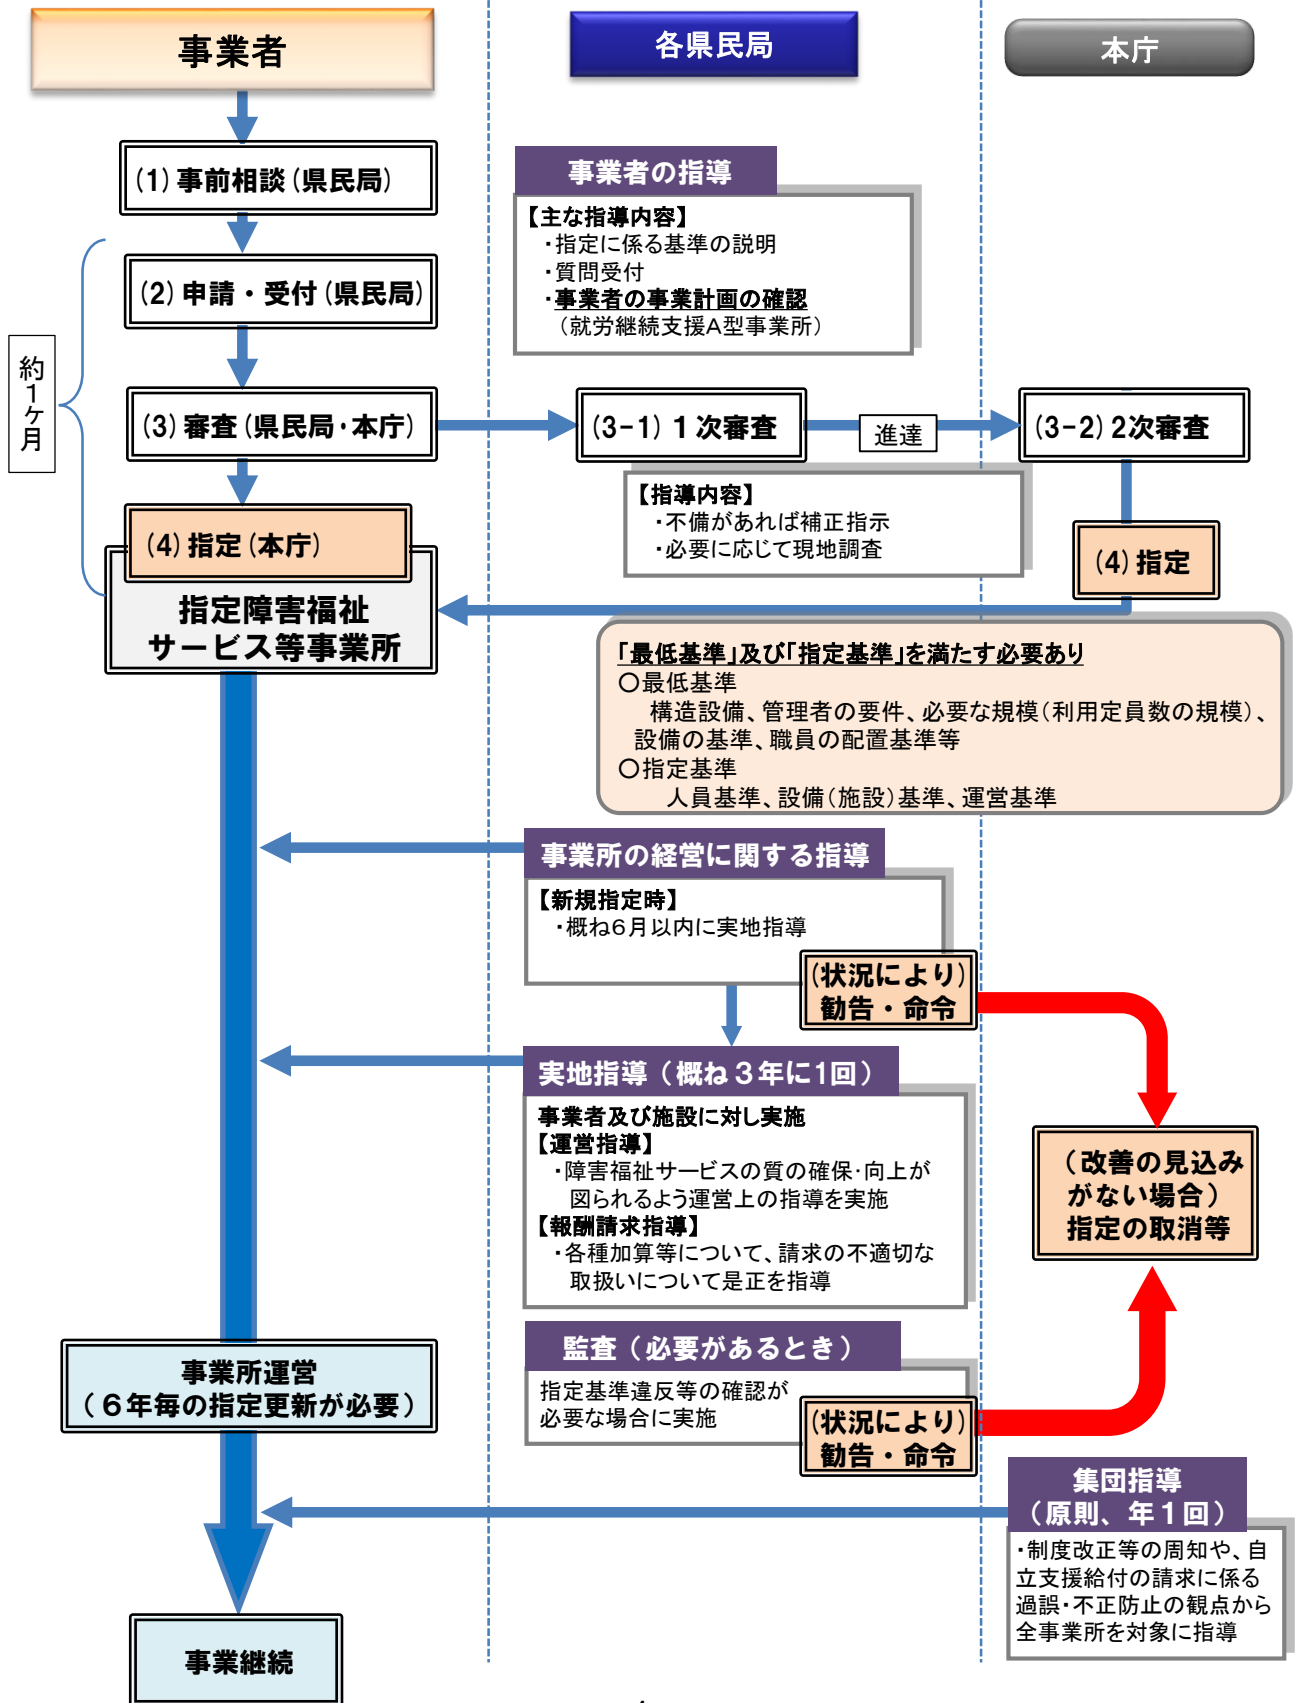 事業者
各県民局
本庁
(1)事前相談(県民局)
(2)申請・受付(県民局)
約1ヶ月
(3)審査(県民局・本庁)
(4)指定(本庁)
指定障害福祉
サービス等事業所
事業者の指導
【主な指導内容】
・指定に係る基準の説明
・質問受付
・事業者の事業計画の確認
(就労継続支援A型事業所)
(3-1)1次審査
進達
(3-2)2次審査
【指導内容】
・不備があれば補正指示
・必要に応じて現地調査
(4)指定
「最低基準」及び「指定基準」を満たす必要あり
○最低基準
構造設備、管理者の要件、必要な規模(利用定員数の規模)、
設備の基準、職員の配置基準等
○指定基準
人員基準、設備(施設)基準、運営基準
事業所の経営に関する指導
【新規指定時】
・概ね6月以内に実地指導
(状況により)
勧告・命令
実地指導(概ね3年に1回)
事業者及び施設に対し実施
【運営指導】
・障害福祉サービスの質の確保・向上が
図られるよう運営上の指導を実施
【報酬請求指導】
・各種加算等について、請求の不適切な
取扱いについて是正を指導
(改善の見込み
がない場合)
指定の取消等
監査(必要があるとき)
指定基準違反等の確認が
必要な場合に実施
(状況により)
勧告・命令
事業所運営
(6年毎の指定更新が必要)
集団指導
(原則、年1回)
・制度改正等の周知や、自
立支援給付の請求に係る
過誤・不正防止の観点から
全事業所を対象に指導
事業継続